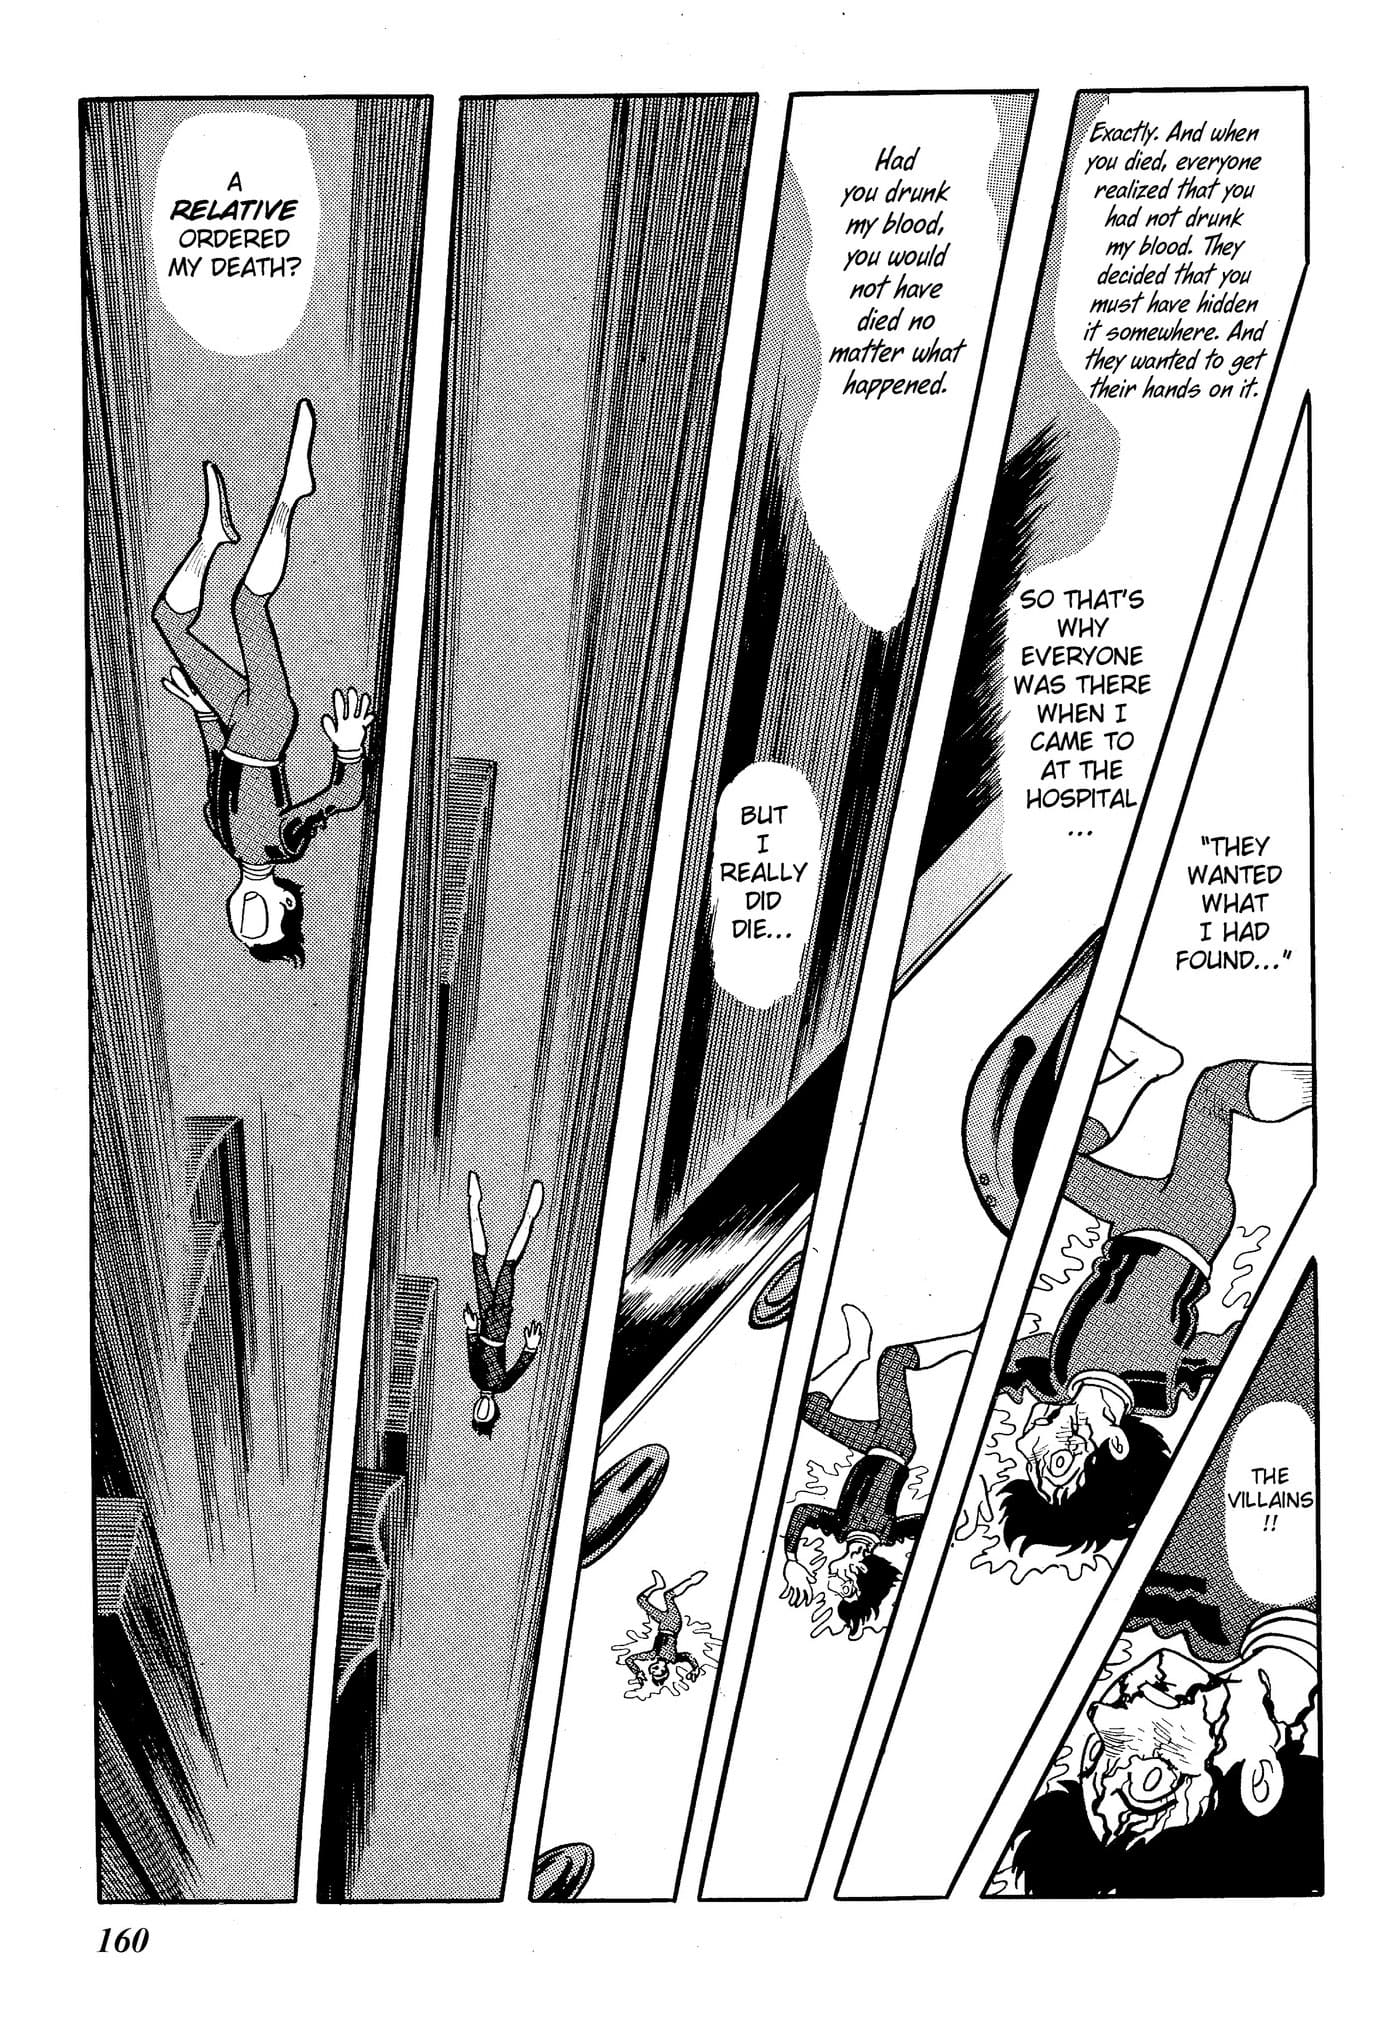 A
RELATIVE
ORDERED
MY DEATH?
BUT
I
REALLY
DID
DIE...
Had
you drunk
my blood,
you would
not have
died no
matter what
happened.
Exactly. And when
you died, everyone
realized that you
had not drunk
my blood. They
decided that you
must have hidden
it somewhere. And
they wanted to get
their hands on it.
SO THAT'S
WHY
EVERYONE
WAS THERE
WHEN I
CAME TO
AT THE
HOSPITAL
...
"THEY
WANTED
WHAT
I HAD
FOUND..."
THE
VILLAINS
!!
160